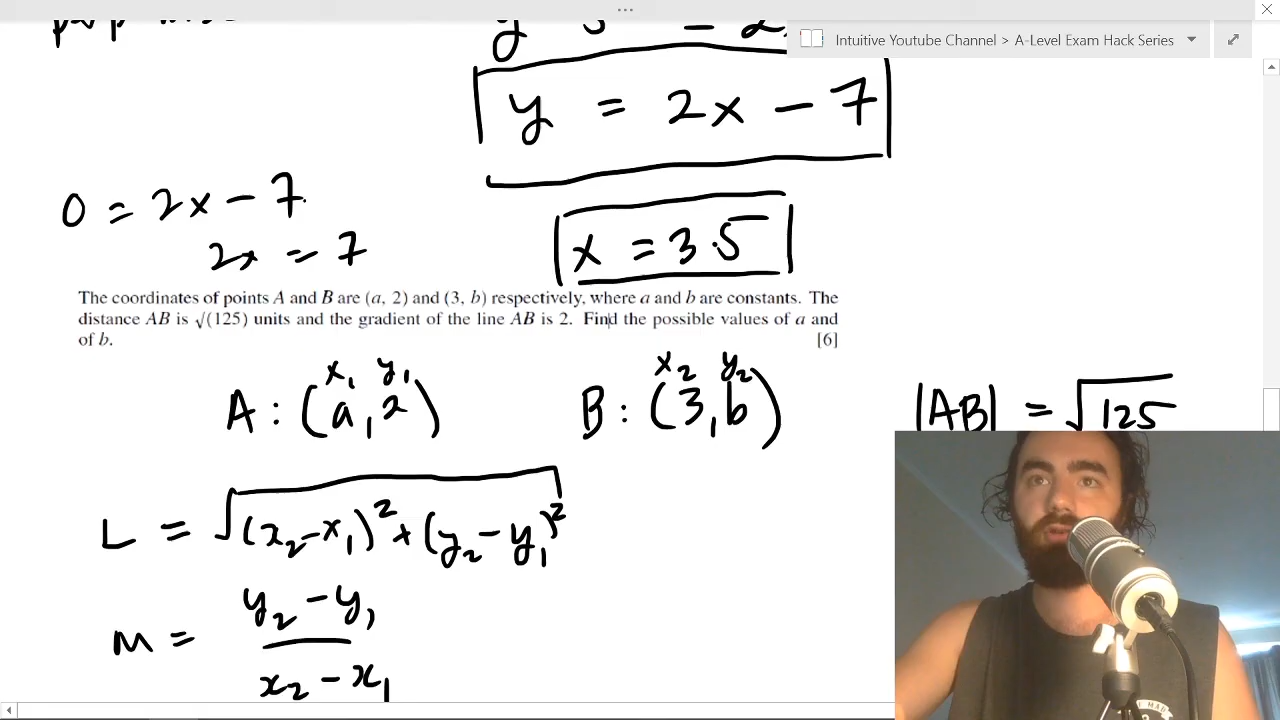 Intuitive Youtube Channel > A-Level Exam Hack Series
y = 2x - 7
0 = 2x - 7
2x = 7
x = 3.5
The coordinates of points A and B are (a, 2) and (3, b) respectively, where a and b are constants. The
distance AB is √(125) units and the gradient of the line AB is 2. Find the possible values of a and
of b. [6]
x₁ y₁ x₂ y₂
A : (a, 2) B : (3, b) |AB| = √125
L = √(x₂-x₁)² + (y₂-y₁)²
m = y₂ - y₁
x₂ - x₁